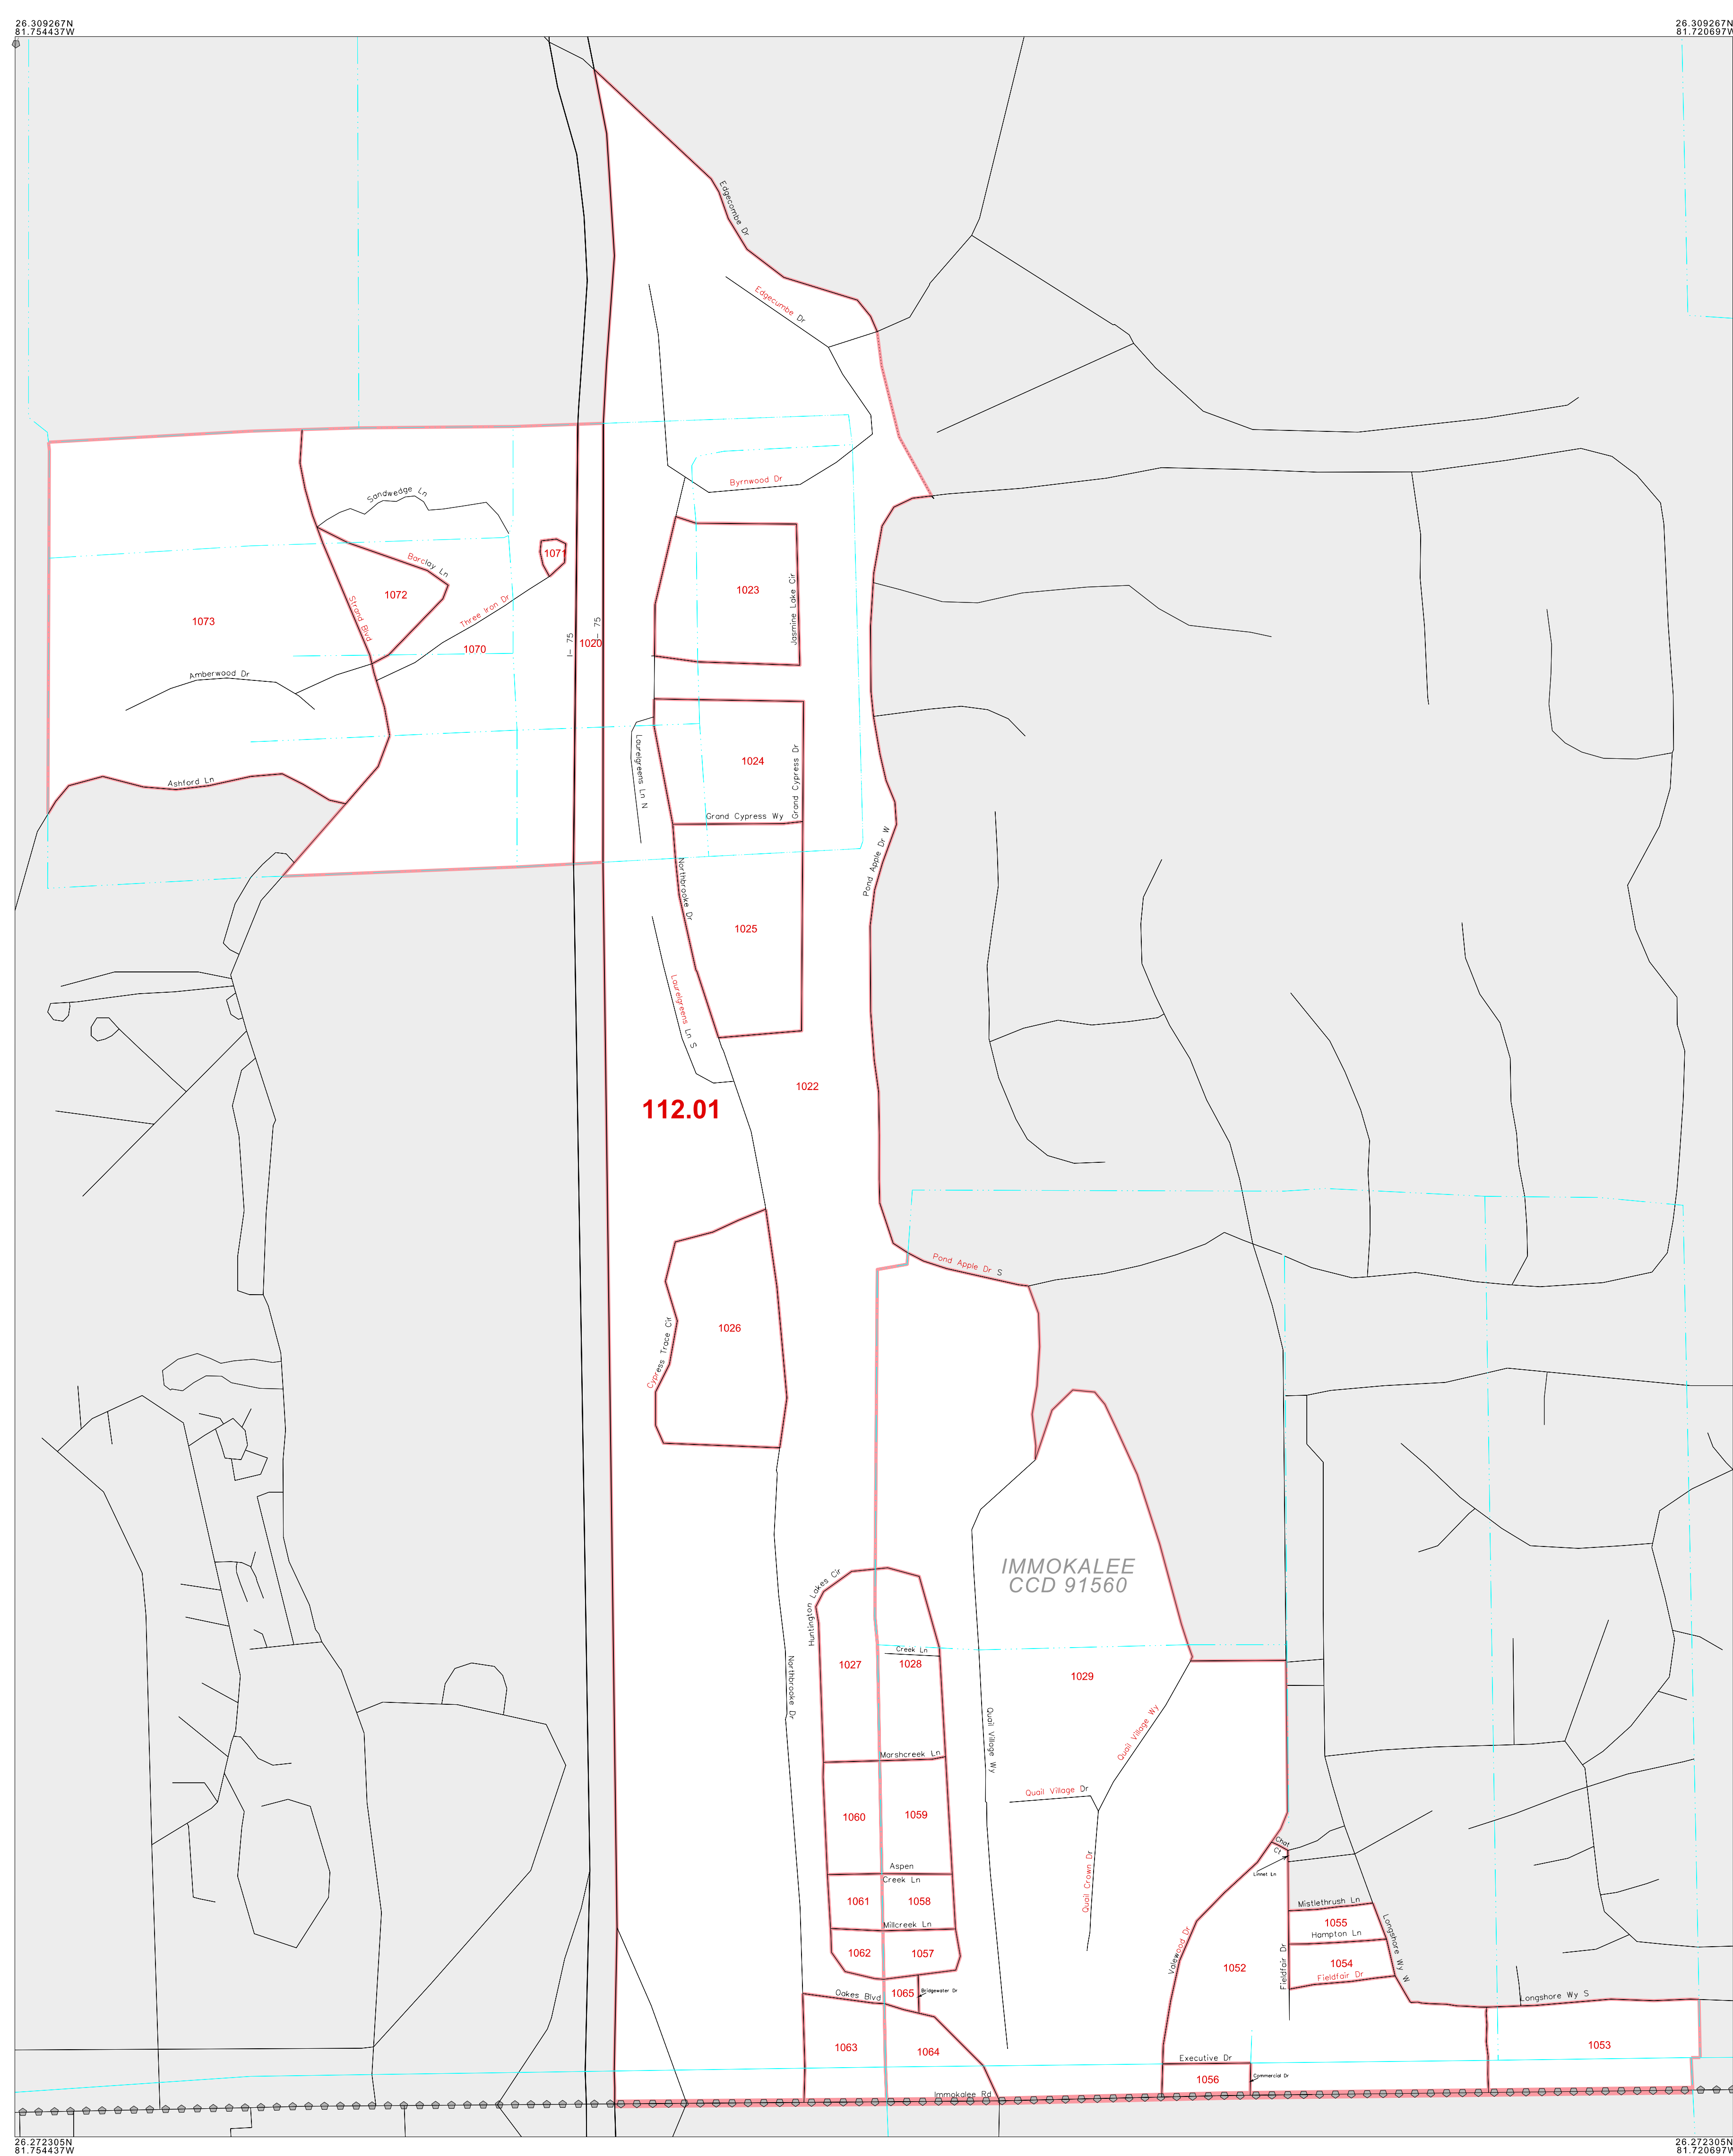 26.309267N
81.754437W
26.309267N
81.720697W
Edgecombe Dr
Edgecumbe Dr
Byrnwood Dr
Sandwedge Ln
Barclay Ln
1071
1072
1023
Jasmine Lake Cir
Three Iron Dr
Strand Blvd
1073
1070
I- 75
I- 75
1020
Amberwood Dr
Ashford Ln
Laurelgreens Ln N
1024
Grand Cypress Dr
Grand Cypress Wy
Pond Apple Dr W
Northbrooke Dr
1025
Laurelgreens Ln S
1022
112.01
Pond Apple Dr S
1026
Cypress Trace Cir
IMMOKALEE
CCD 91560
Huntington Lakes Cir
Creek Ln
1027
1028
1029
Northbrooke Dr
Quail Village Wy
Quail Village Wy
Marshcreek Ln
Quail Village Dr
1060
1059
Quail Crown Dr
Chat
Ct
Linnet Ln
Aspen
Creek Ln
1061
1058
Mistlethrush Ln
1055
Hampton Ln
Longshore Wy W
Millcreek Ln
1062
1057
Valewood Dr
1052
Fieldfair Dr
1054
Fieldfair Dr
Oakes Blvd
1065
Bridgewater Dr
Longshore Wy S
1063
1064
1053
Executive Dr
1056
Commercial Dr
Immokalee Rd
26.272305N
81.754437W
26.272305N
81.720697W